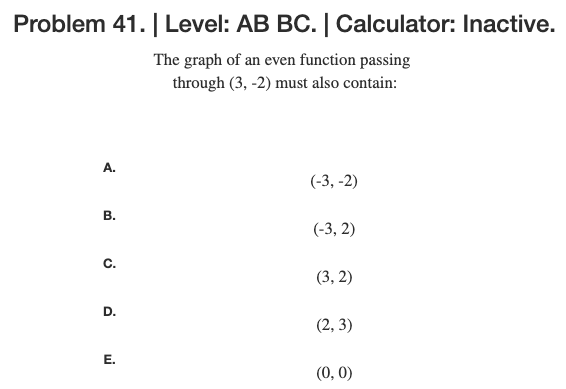 Problem 41. | Level: AB BC. | Calculator: Inactive.
The graph of an even function passing
through (3, -2) must also contain:
A.
(-3, -2)
B.
(-3, 2)
C.
(3, 2)
D.
(2, 3)
E.
(0, 0)